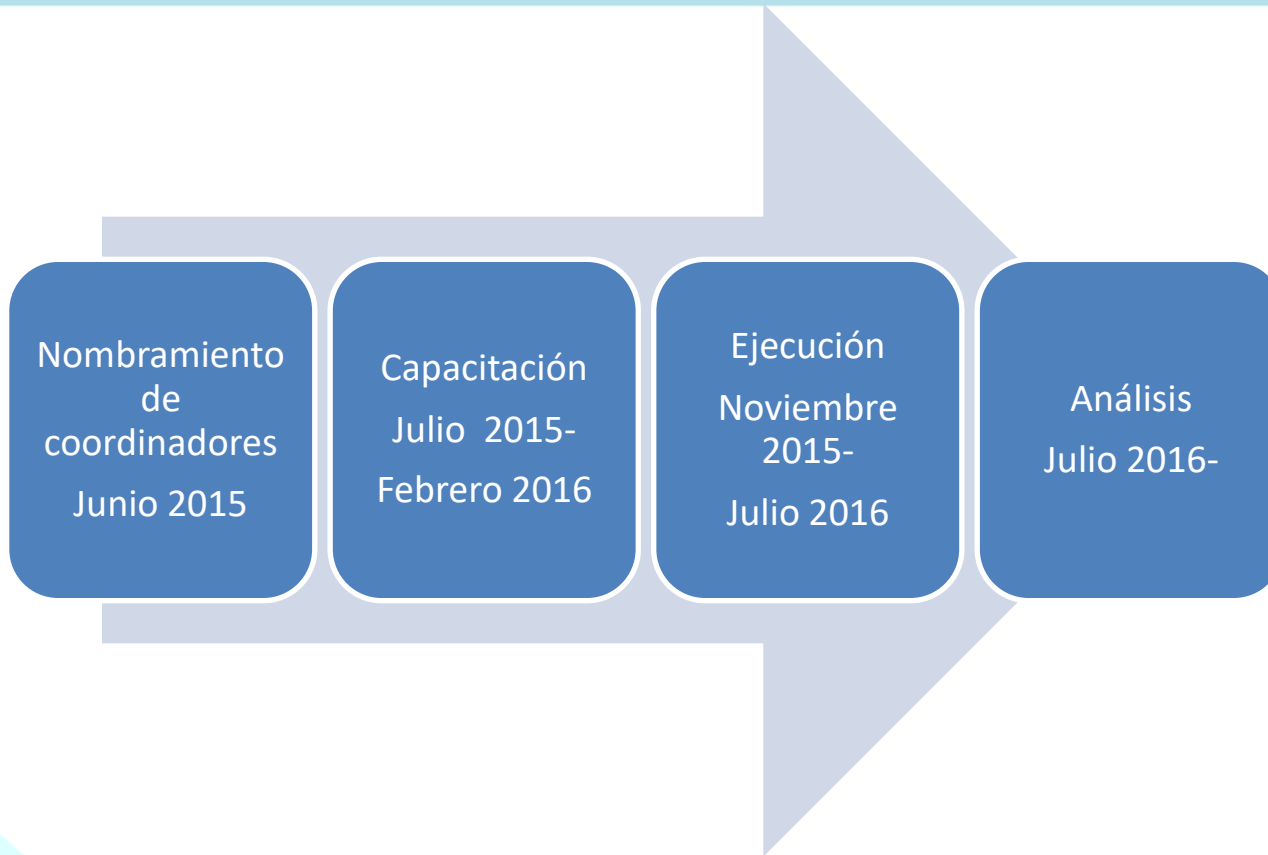 Nombramiento
de
coordinadores
Junio 2015
Capacitación
Julio  2015-
Febrero 2016
Ejecución
Noviembre
2015-
Julio 2016
Análisis
Julio 2016-